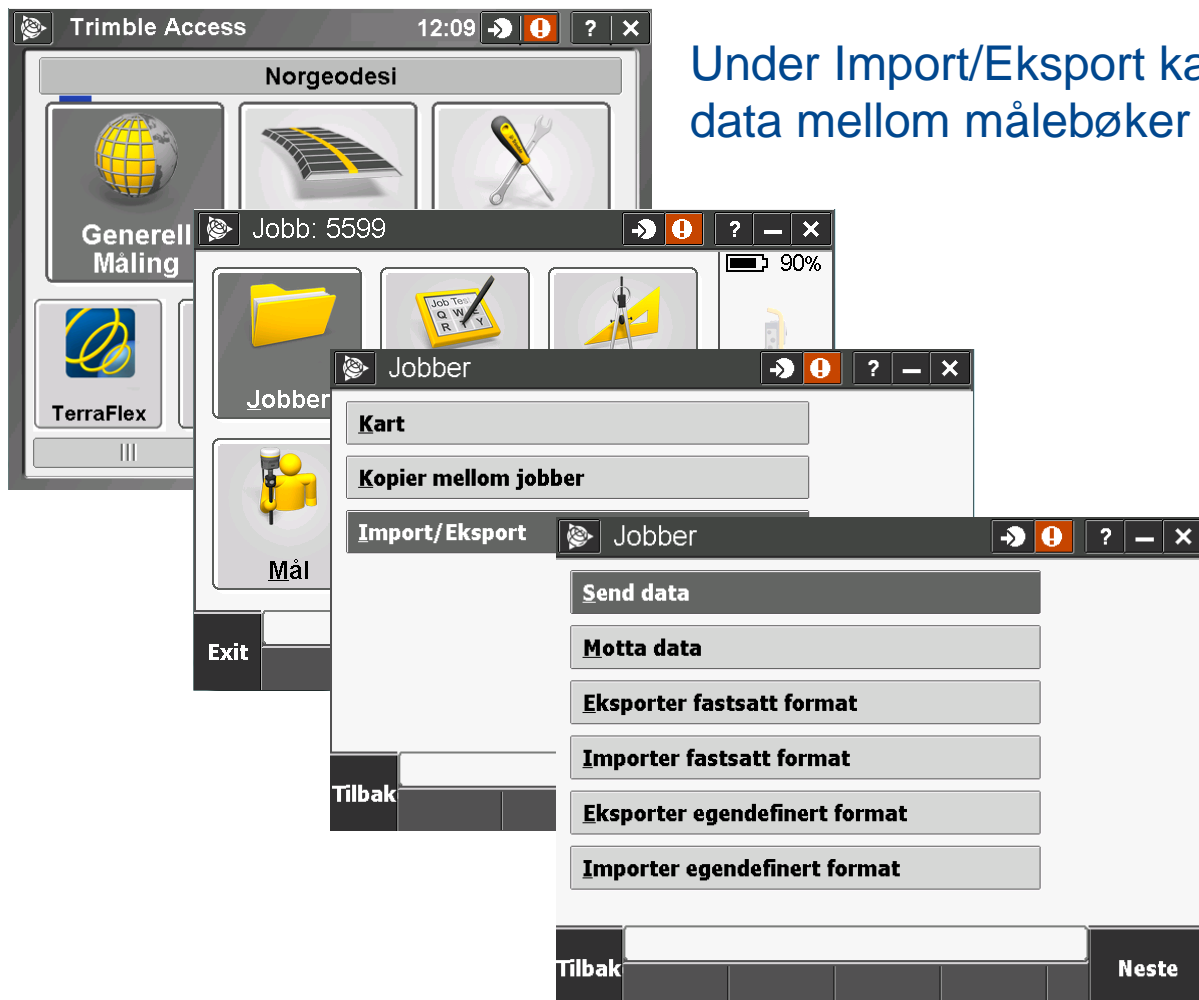 Trimble Access 12:09 ? X
Norgeodesi
Under Import/Eksport ka
data mellom målebøker
Generell
Måling
TerraFlex
Jobb: 5599
90%
Job Test
Q W E
R T Y
Jobber
Mål
Exit
Jobber
Kart
Kopier mellom jobber
Import/Eksport
Tilbak
Jobber
Send data
Motta data
Eksporter fastsatt format
Importer fastsatt format
Eksporter egendefinert format
Importer egendefinert format
Tilbak
Neste